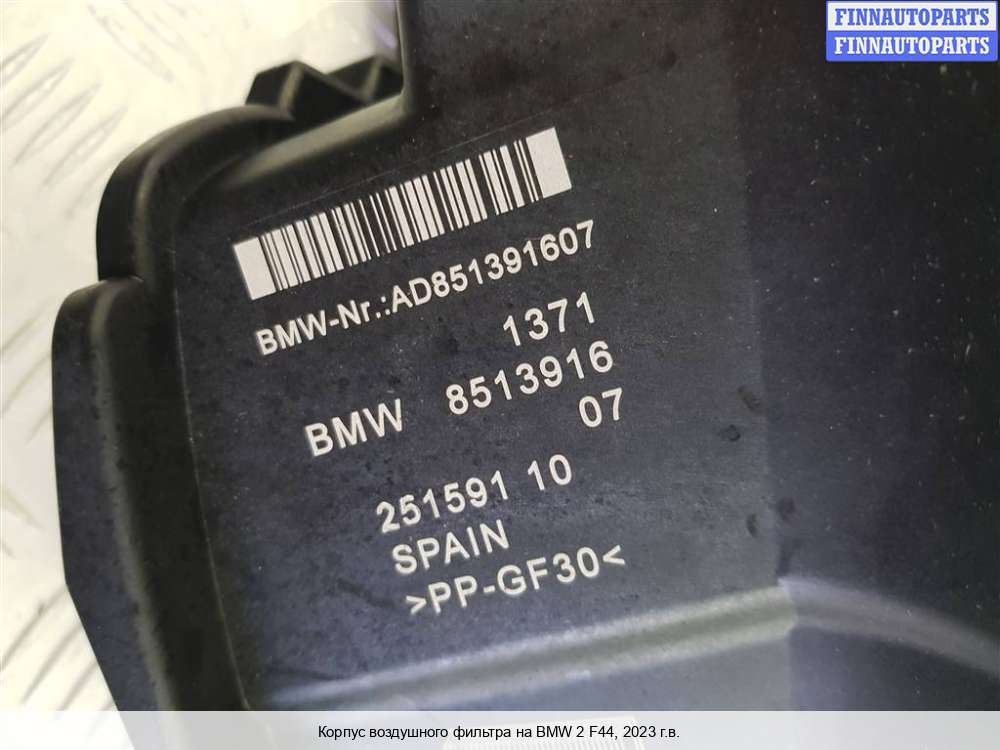 FINNAUTOPARTS
FINNAUTOPARTS
BMW-Nr.:AD851391607
1371
BMW 8513916
07
251591 10
SPAIN
>PP-GF30<
Корпус воздушного фильтра на BMW 2 F44, 2023 г.в.